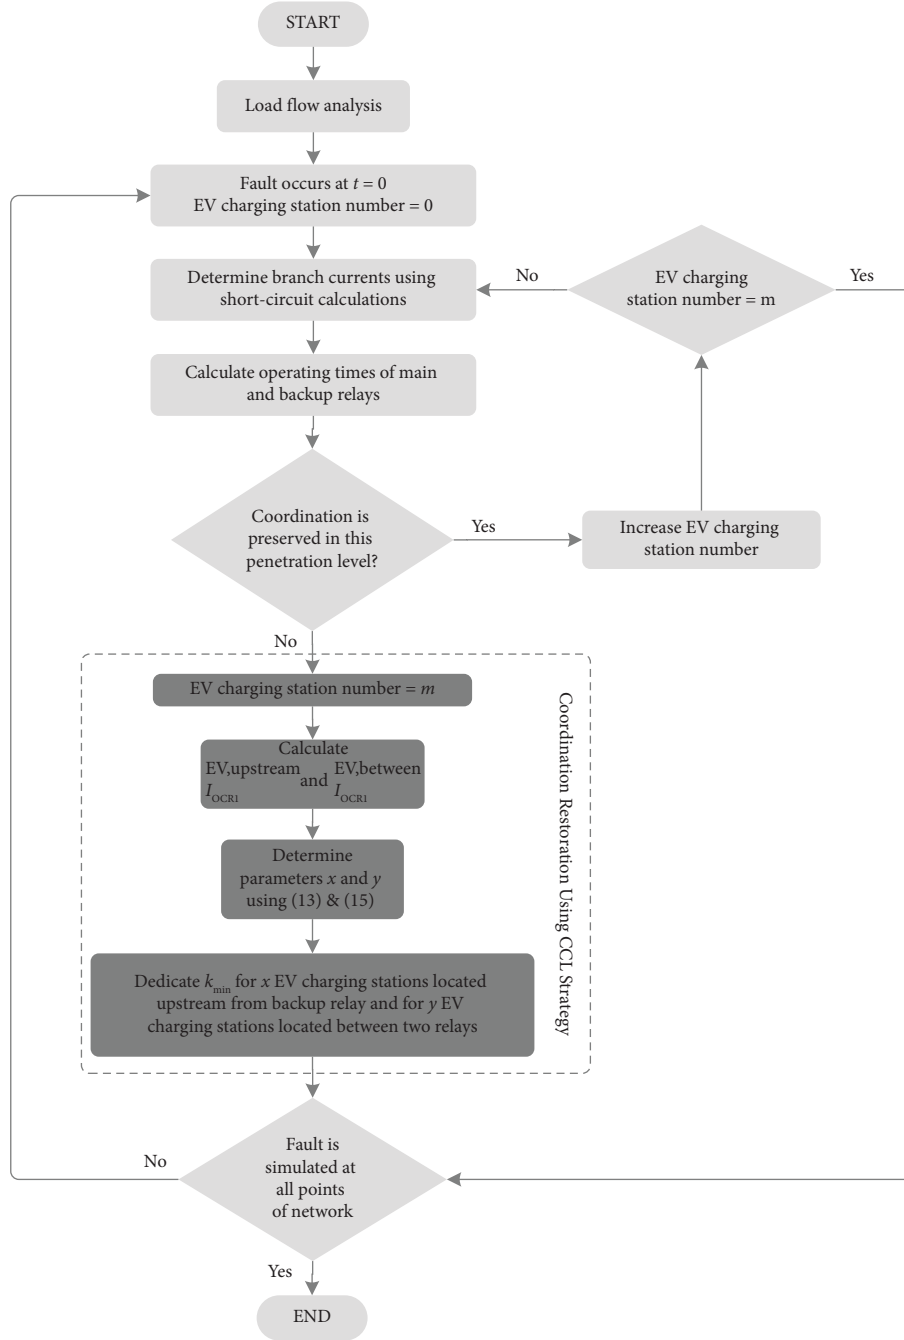 START
Load flow analysis
Fault occurs at t = 0
EV charging station number = 0
Determine branch currents using
short-circuit calculations
No
EV charging
station number = m
Yes
Calculate operating times of main
and backup relays
Coordination is
preserved in this
penetration level?
Yes
Increase EV charging
station number
No
EV charging station number = m
Calculate
EV,upstream and EV,between
I_OCR1 I_OCR1
Determine
parameters x and y
using (13) & (15)
Dedicate k_min for x EV charging stations located
upstream from backup relay and for y EV
charging stations located between two relays
Coordination Restoration Using CCL Strategy
No
Fault is
simulated at
all points
of network
Yes
END